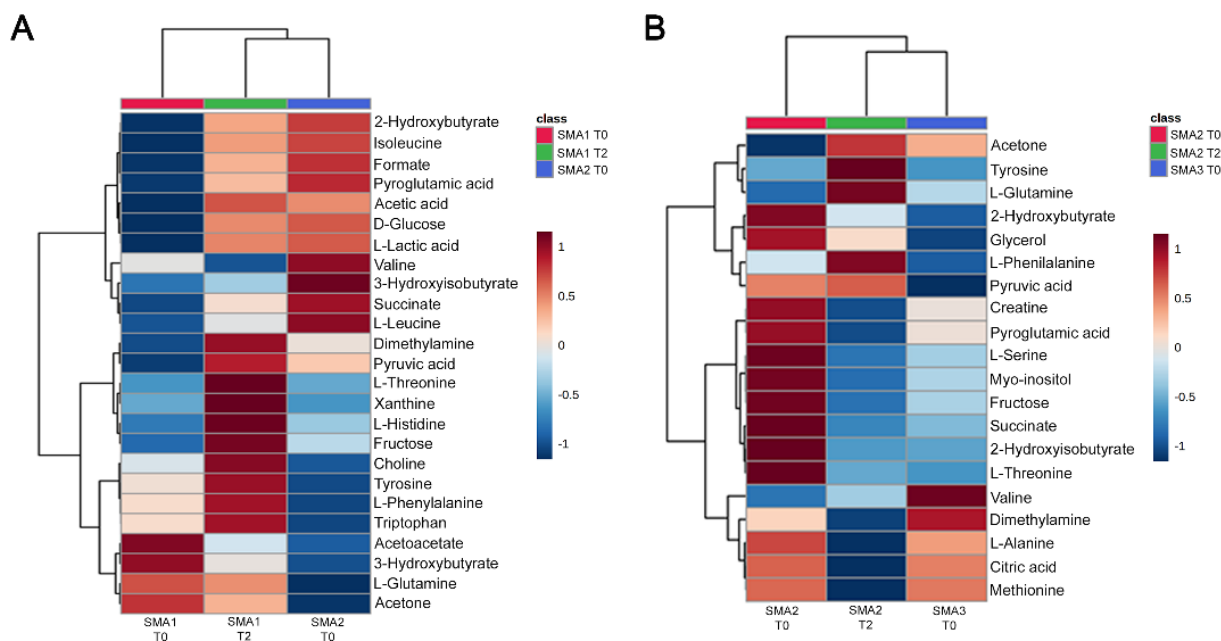 A
class
SMA1 T0
SMA1 T2
SMA2 T0
2-Hydroxybutyrate
Isoleucine
Formate
Pyroglutamic acid
Acetic acid
D-Glucose
L-Lactic acid
Valine
3-Hydroxyisobutyrate
Succinate
L-Leucine
Dimethylamine
Pyruvic acid
L-Threonine
Xanthine
L-Histidine
Fructose
Choline
Tyrosine
L-Phenylalanine
Triptophan
Acetoacetate
3-Hydroxybutyrate
L-Glutamine
Acetone
1
0.5
0
-0.5
-1
SMA1 SMA1 SMA2
T0 T2 T0
B
class
SMA2 T0
SMA2 T2
SMA3 T0
Acetone
Tyrosine
L-Glutamine
2-Hydroxybutyrate
Glycerol
L-Phenilalanine
Pyruvic acid
Creatine
Pyroglutamic acid
L-Serine
Myo-inositol
Fructose
Succinate
2-Hydroxyisobutyrate
L-Threonine
Valine
Dimethylamine
L-Alanine
Citric acid
Methionine
1
0.5
0
-0.5
-1
SMA2 SMA2 SMA3
T0 T2 T0